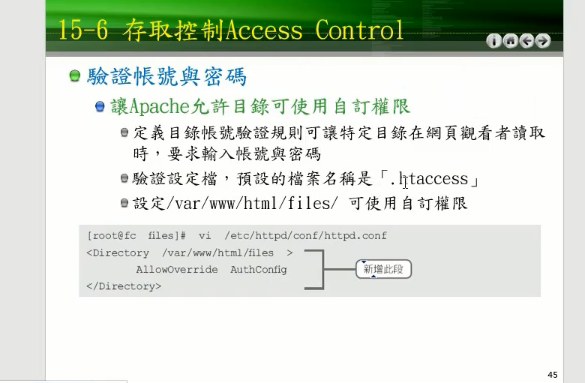 15-6 存取控制Access Control
驗證帳號與密碼
讓Apache允許目錄可使用自訂權限
定義目錄帳號驗證規則可讓特定目錄在網頁觀看者讀取
時，要求輸入帳號與密碼
驗證設定檔，預設的檔案名稱是「.htaccess」
設定/var/www/html/files/ 可使用自訂權限
[root@fc files]# vi /etc/httpd/conf/httpd.conf
<Directory /var/www/html/files >
AllowOverride AuthConfig
新增此段
</Directory>
45